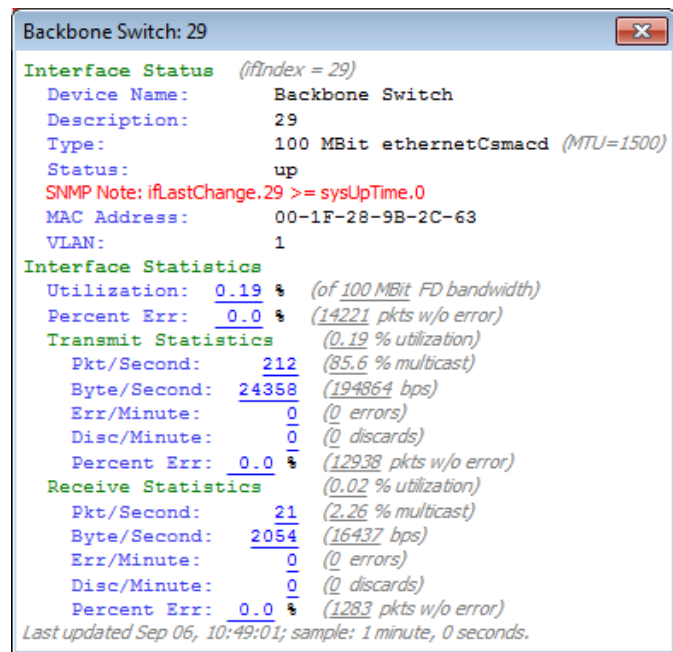 Backbone Switch: 29
Interface Status (ifIndex = 29)
Device Name: Backbone Switch
Description: 29
Type: 100 MBit ethernetCsmacd (MTU=1500)
Status: up
SNMP Note: ifLastChange.29 >= sysUpTime.0
MAC Address: 00-1F-28-9B-2C-63
VLAN: 1
Interface Statistics
Utilization: 0.19 % (of 100 MBit FD bandwidth)
Percent Err: 0.0 % (14221 pkts w/o error)
Transmit Statistics (0.19 % utilization)
Pkt/Second: 212 (85.6 % multicast)
Byte/Second: 24358 (194864 bps)
Err/Minute: 0 (0 errors)
Disc/Minute: 0 (0 discards)
Percent Err: 0.0 % (12938 pkts w/o error)
Receive Statistics (0.02 % utilization)
Pkt/Second: 21 (2.26 % multicast)
Byte/Second: 2054 (16437 bps)
Err/Minute: 0 (0 errors)
Disc/Minute: 0 (0 discards)
Percent Err: 0.0 % (1283 pkts w/o error)
Last updated Sep 06, 10:49:01; sample: 1 minute, 0 seconds.